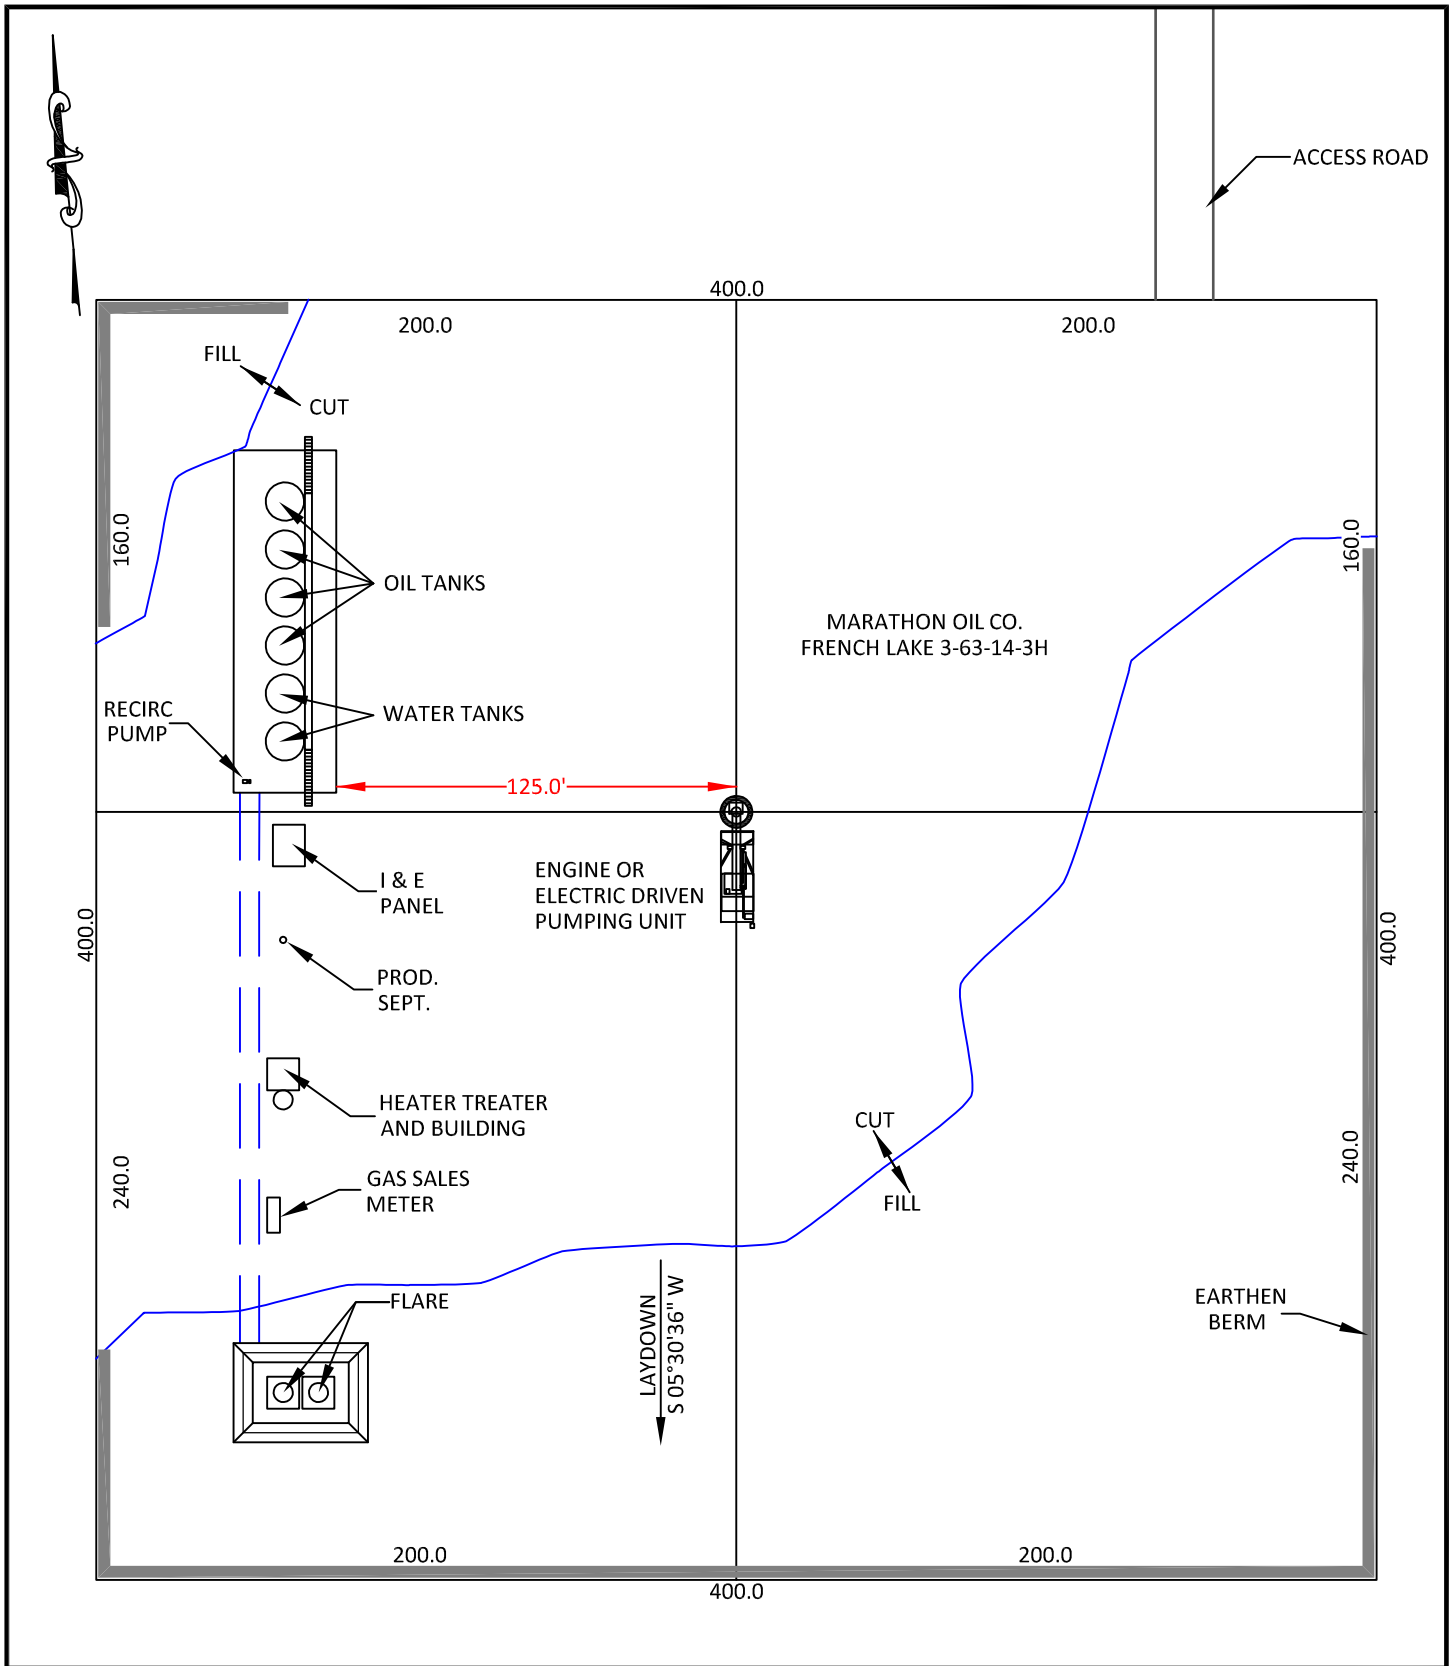 ACCESS ROAD
400.0
200.0
200.0
FILL
CUT
160.0
160.0
OIL TANKS
MARATHON OIL CO.
FRENCH LAKE 3-63-14-3H
RECIRC
PUMP
WATER TANKS
125.0'
I & E
PANEL
ENGINE OR
ELECTRIC DRIVEN
PUMPING UNIT
400.0
400.0
PROD.
SEPT.
HEATER TREATER
AND BUILDING
CUT
FILL
240.0
240.0
GAS SALES
METER
FLARE
LAYDOWN
S 05°30'36" W
EARTHEN
BERM
200.0
200.0
400.0